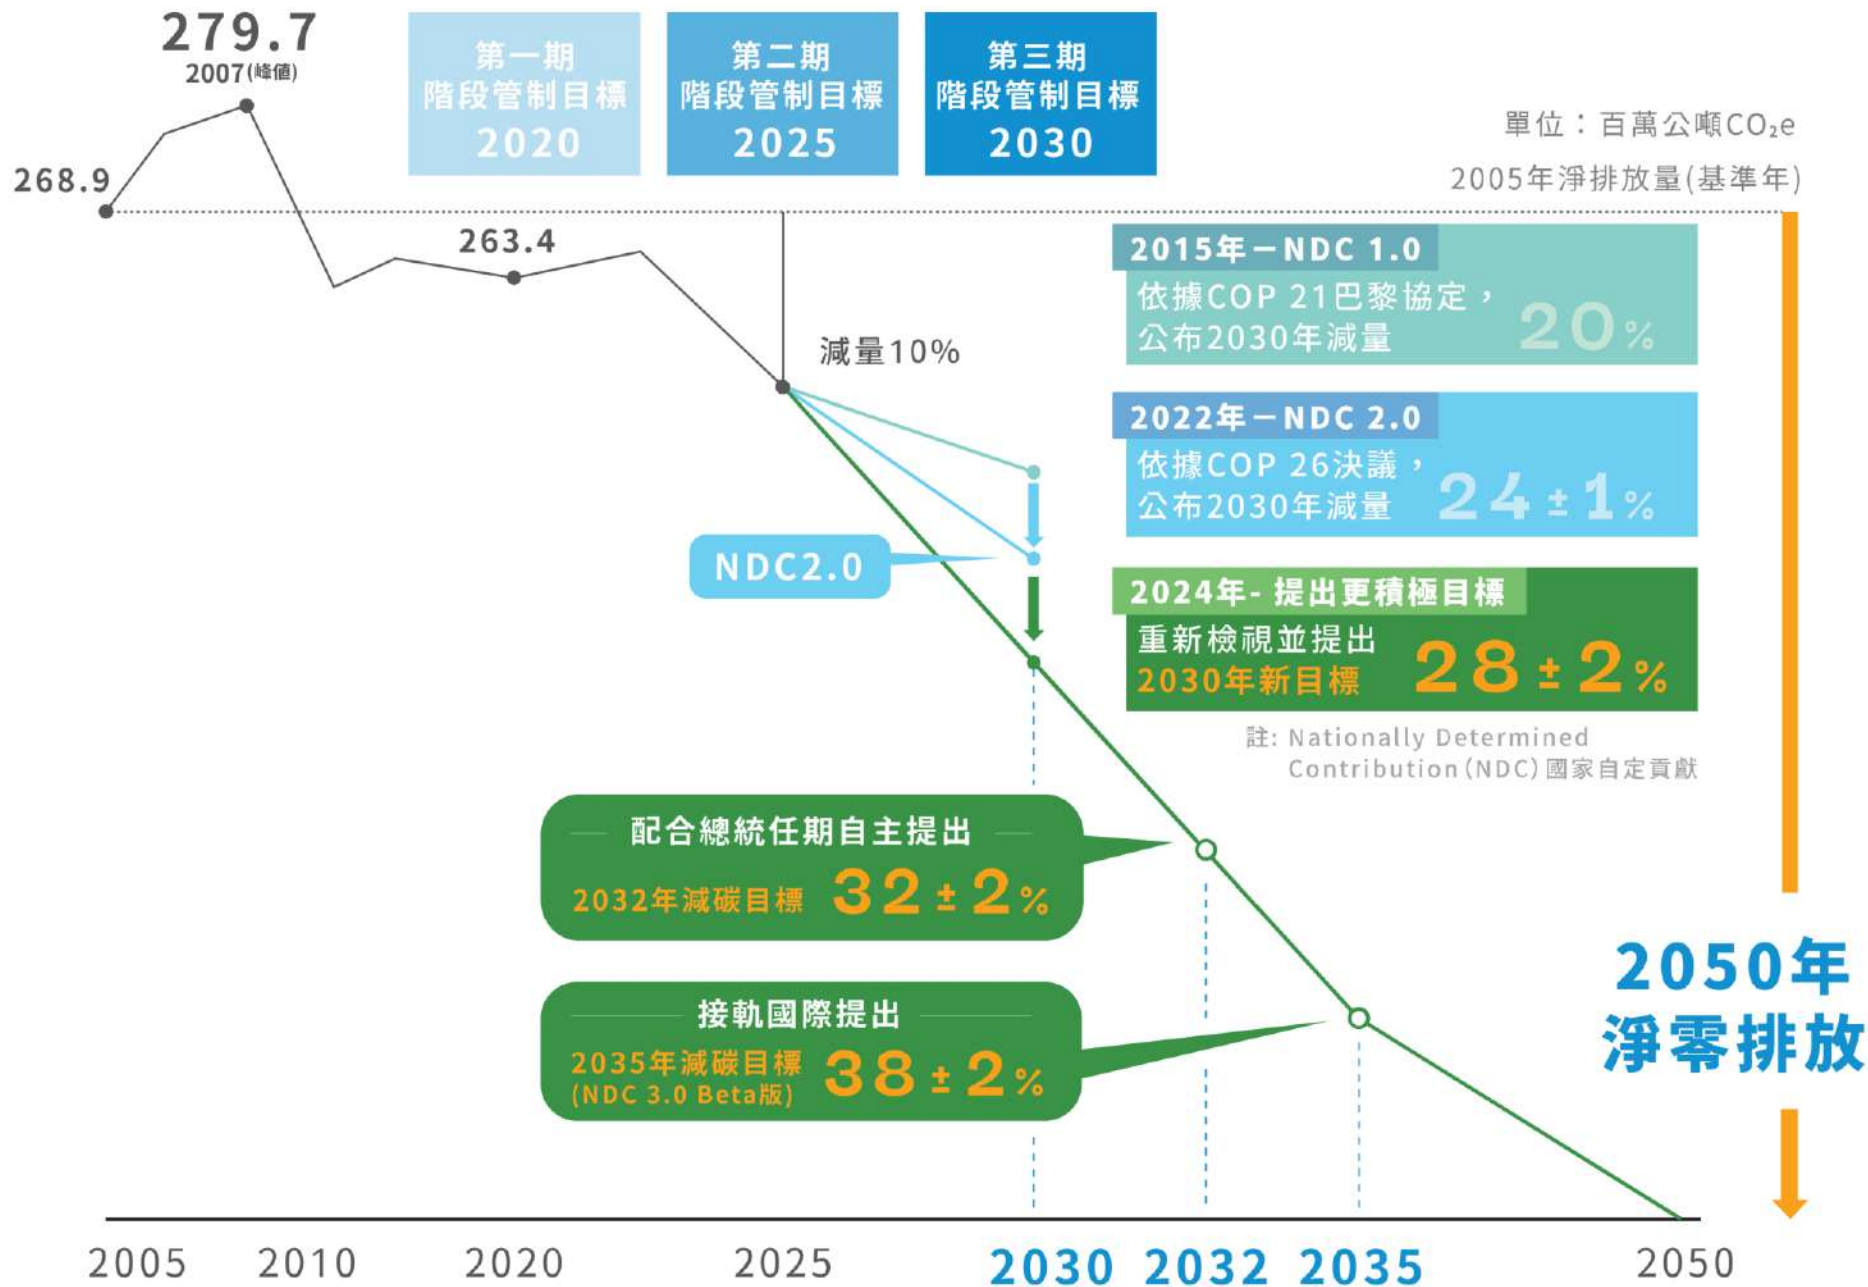 279.7
2007(峰值)
268.9
263.4
第一期
階段管制目標
2020
第二期
階段管制目標
2025
第三期
階段管制目標
2030
單位：百萬公噸CO₂e
2005年淨排放量(基準年)
減量10%
2015年－NDC 1.0
依據COP 21巴黎協定，
公布2030年減量 20%
2022年－NDC 2.0
依據COP 26決議，
公布2030年減量 24±1%
NDC2.0
2024年- 提出更積極目標
重新檢視並提出
2030年新目標 28±2%
註: Nationally Determined
Contribution(NDC)國家自定貢獻
配合總統任期自主提出
2032年減碳目標 32±2%
接軌國際提出
2035年減碳目標
(NDC 3.0 Beta版) 38±2%
2050年
淨零排放
2005 2010 2020 2025 2030 2032 2035 2050